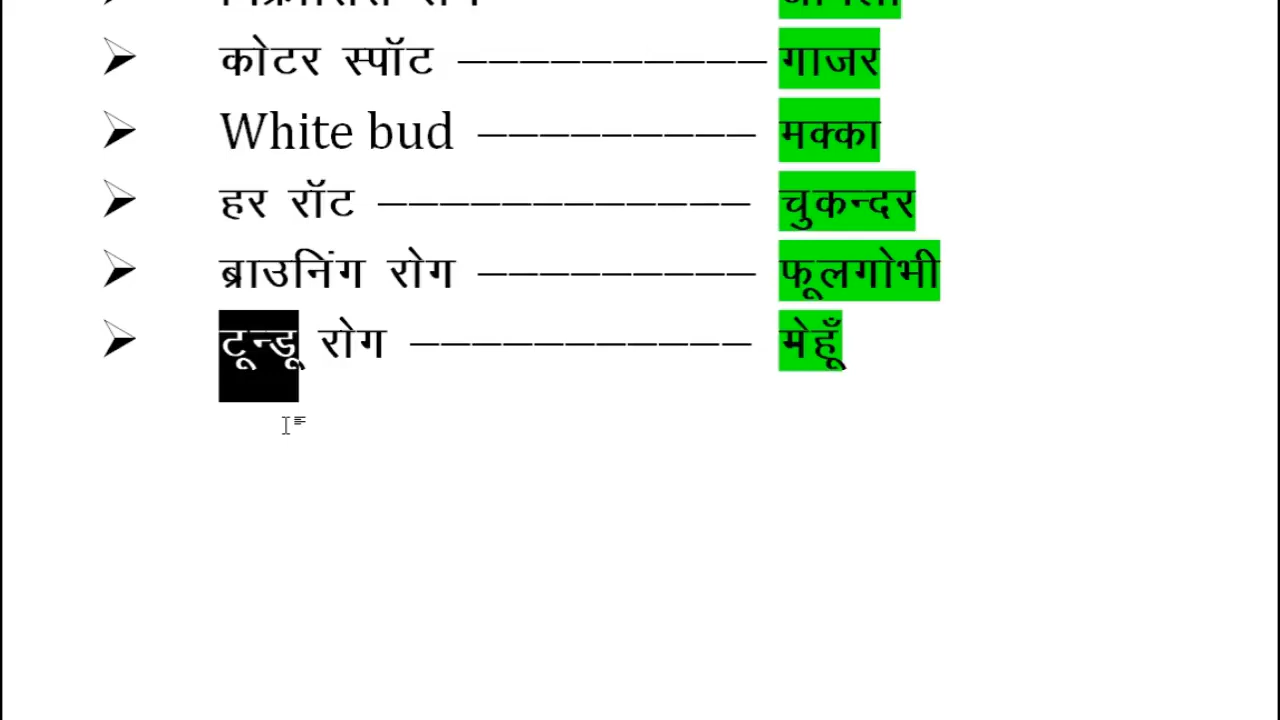 कोटर स्पॉट —————————— गाजर
White bud ————————— मक्का
हर रॉट ———————————— चुकन्दर
ब्राउनिंग रोग ————————— फूलगोभी
टून्डू रोग ——————————— मेहूँ